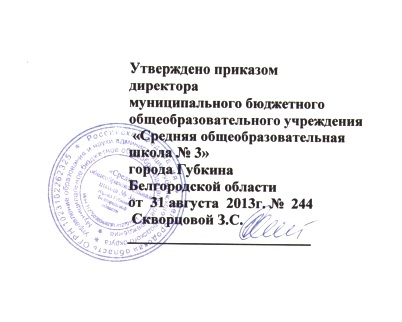 Утверждено приказом
директора
муниципального бюджетного
общеобразовательного учреждения
«Средняя общеобразовательная
школа № 3»
города Губкина
Белгородской области
от 31 августа 2013г. № 244
Скворцовой З.С.